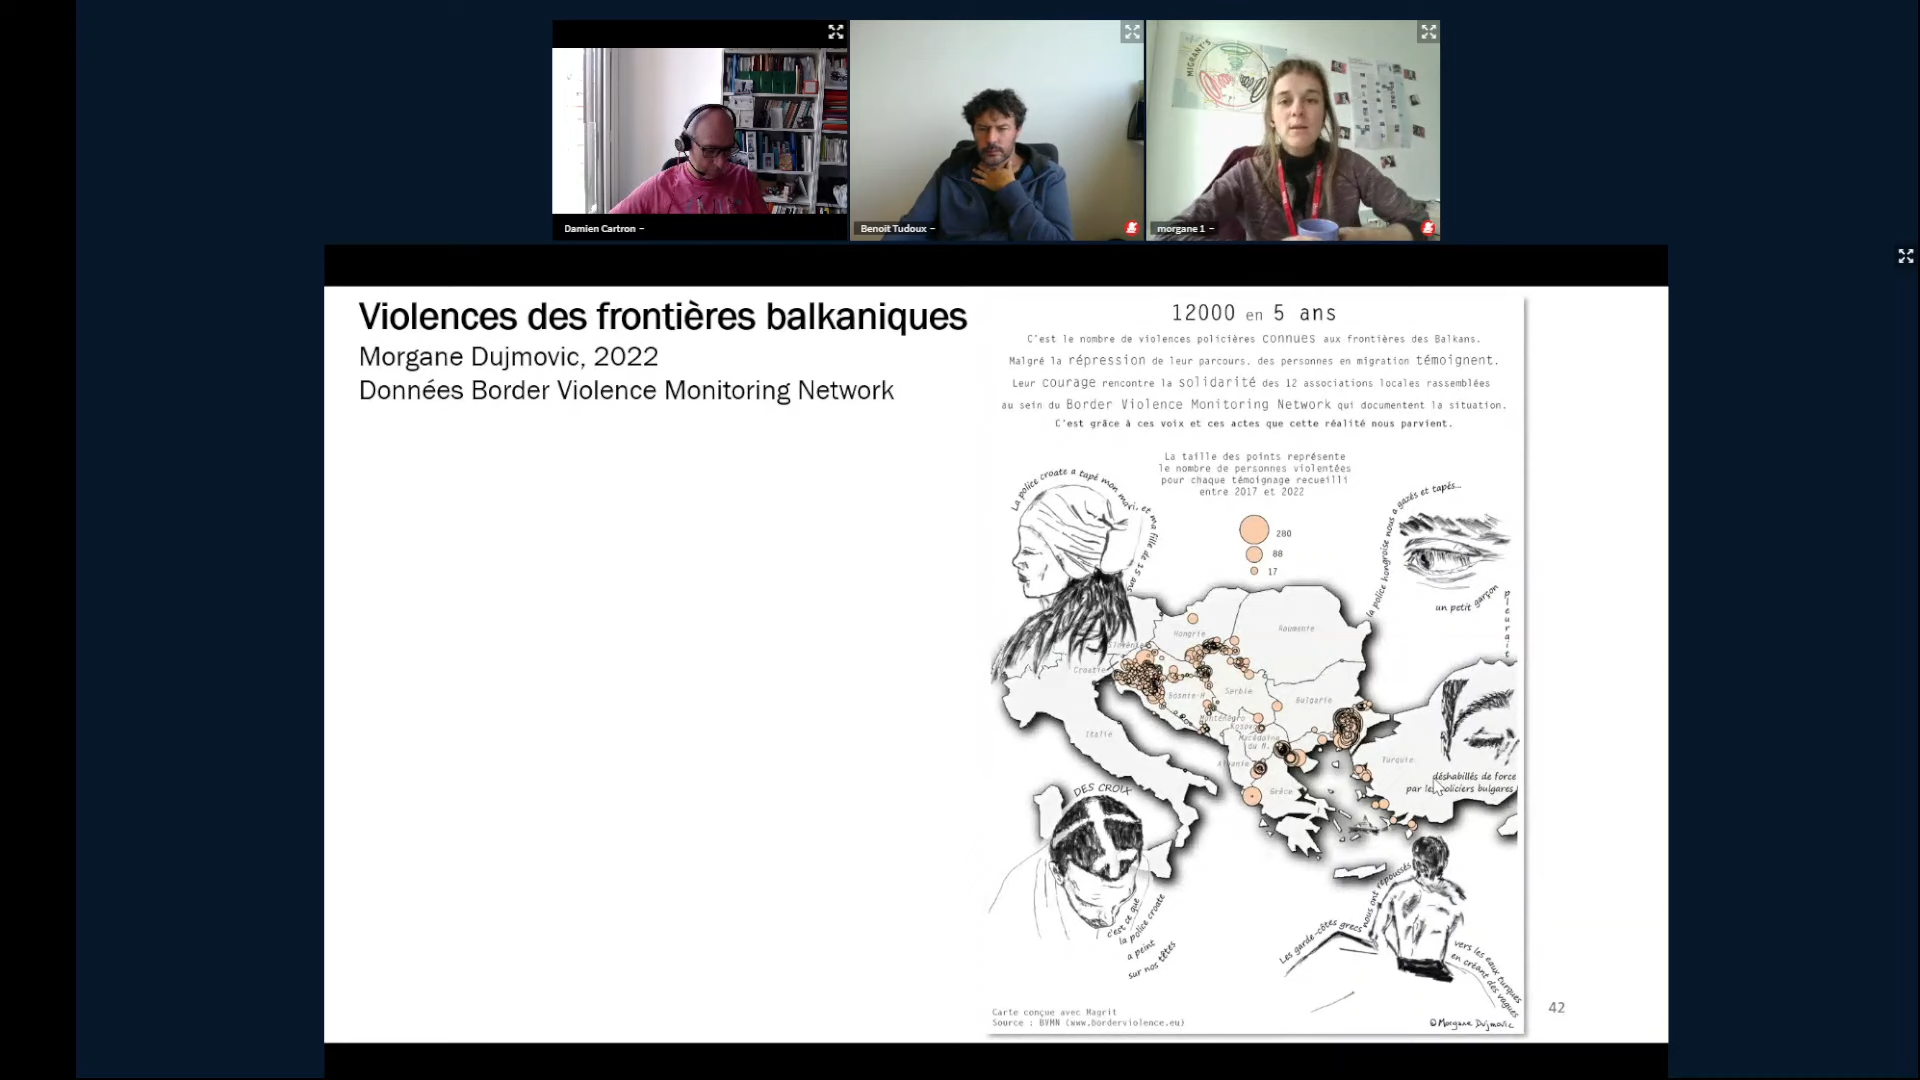 MIGRANT'S
Damien Cartron –
Benoit Tudoux –
morgane 1 –
Violences des frontières balkaniques
Morgane Dujmovic, 2022
Données Border Violence Monitoring Network
12000 en 5 ans
C'est le nombre de violences policières connues aux frontières des Balkans.
Malgré la répression de leur parcours, des personnes en migration témoignent.
Leur courage rencontre la solidarité des 12 associations locales rassemblées
au sein du Border Violence Monitoring Network qui documentent la situation.
C'est grâce à ces voix et ces actes que cette réalité nous parvient.
La taille des points représente
le nombre de personnes violentées
pour chaque témoignage recueilli
entre 2017 et 2022
280
88
17
La police croate a tapé mon mari, et ma fille de 15 ans
la police hongroise nous a gazés et tapés...
un petit garçon
pleurait
Hongrie
Roumanie
Slovénie
Croatie
Bosnie-H
Serbie
Bulgarie
Monténégro
Kosovo
Macédoine
du N.
Italie
Albanie
Grèce
Turquie
déshabillés de force
par les policiers bulgares
DES CROIX
c'est ce que
la police croate
a peint
sur nos têtes
Les garde-côtes grecs nous ont repoussés
vers les eaux turques
en créant des vagues
Carte conçue avec Magrit
Source : BVMN (www.borderviolence.eu)
©Morgane Dujmovic
42